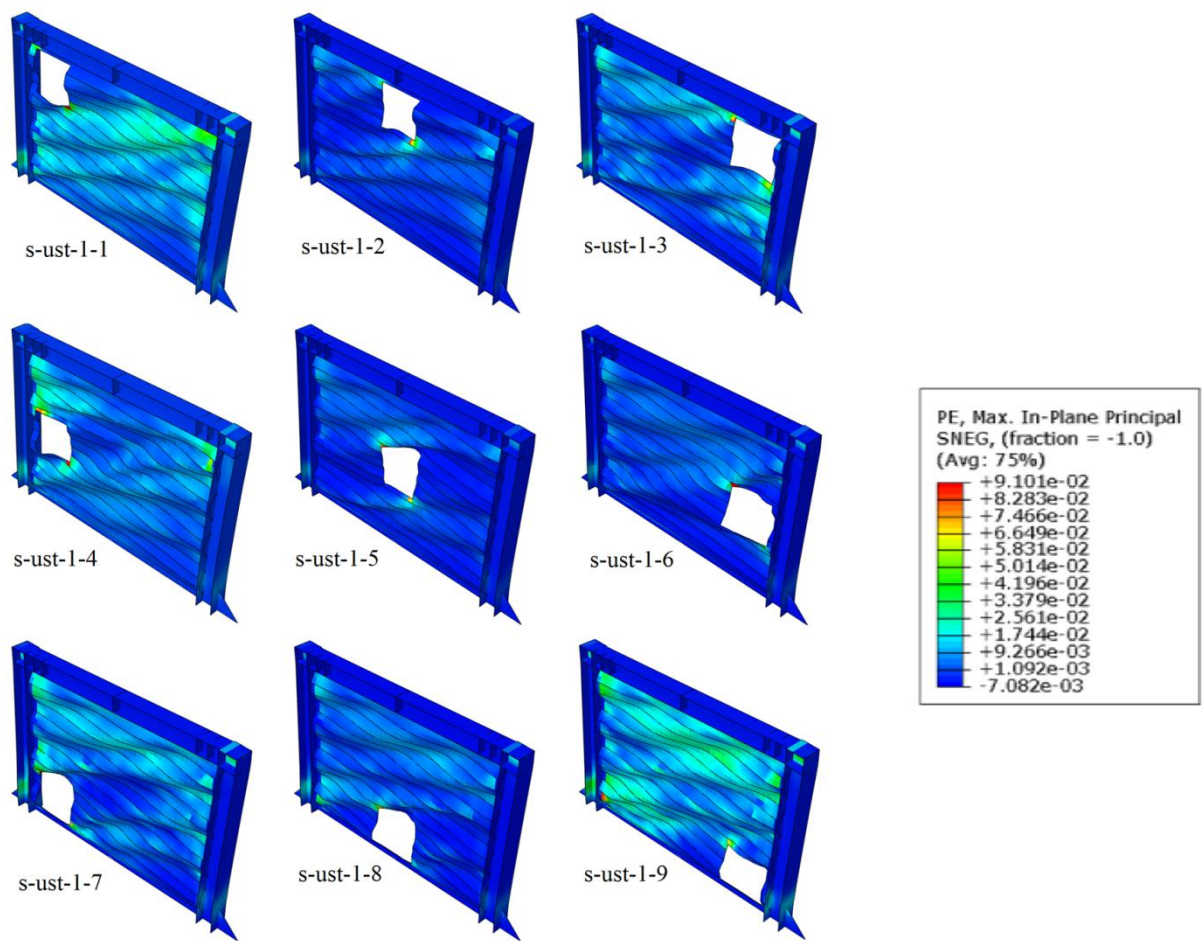 s-ust-1-1
s-ust-1-2
s-ust-1-3
s-ust-1-4
s-ust-1-5
s-ust-1-6
s-ust-1-7
s-ust-1-8
s-ust-1-9
PE, Max. In-Plane Principal
SNEG, (fraction = -1.0)
(Avg: 75%)
+9.101e-02
+8.283e-02
+7.466e-02
+6.649e-02
+5.831e-02
+5.014e-02
+4.196e-02
+3.379e-02
+2.561e-02
+1.744e-02
+9.266e-03
+1.092e-03
-7.082e-03